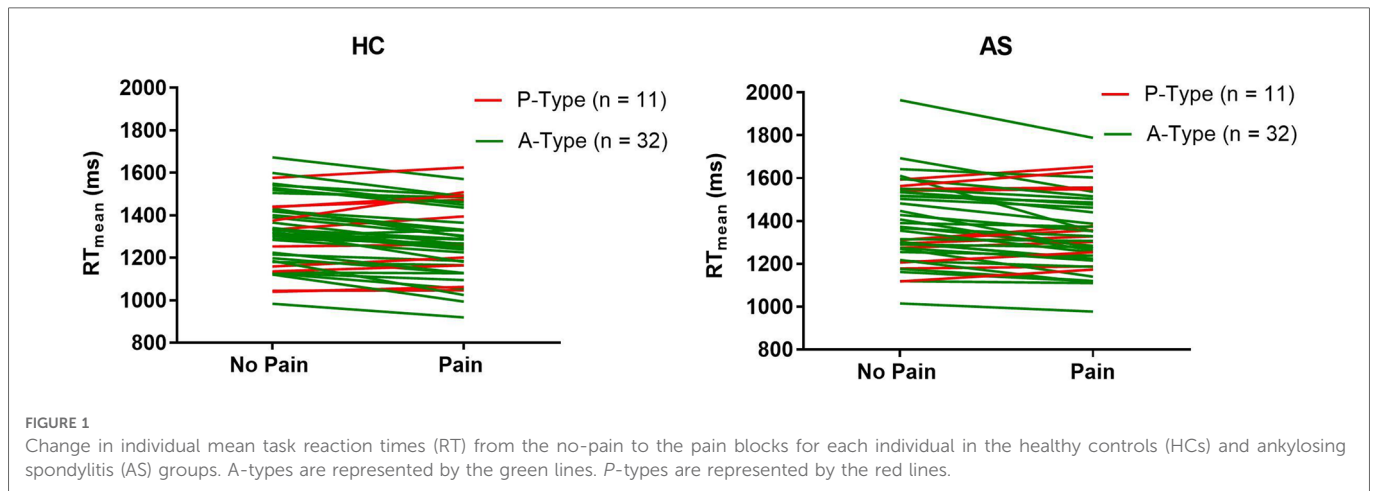 HC
2000
1800
1600
1400
1200
1000
800
RTmean (ms)
No Pain
Pain
P-Type (n = 11)
A-Type (n = 32)
AS
2000
1800
1600
1400
1200
1000
800
RTmean (ms)
No Pain
Pain
P-Type (n = 11)
A-Type (n = 32)
FIGURE 1
Change in individual mean task reaction times (RT) from the no-pain to the pain blocks for each individual in the healthy controls (HCs) and ankylosing
spondylitis (AS) groups. A-types are represented by the green lines. P-types are represented by the red lines.